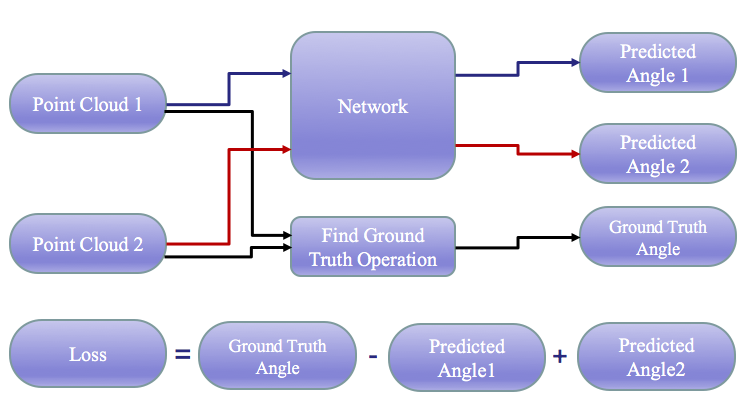 Predicted
Angle 1
Point Cloud 1
Network
Predicted
Angle 2
Point Cloud 2
Find Ground
Truth Operation
Ground Truth
Angle
Loss
=
Ground Truth
Angle
-
Predicted
Angle1
+
Predicted
Angle2